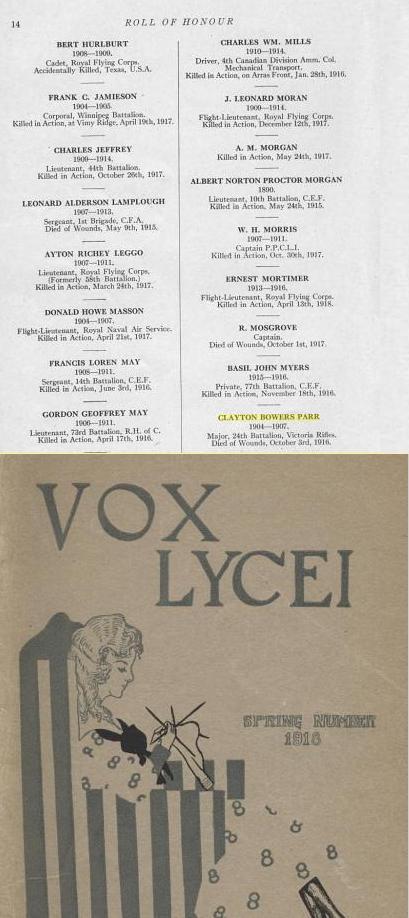 14
ROLL OF HONOUR
BERT HURLBURT
1908—1909.
Cadet, Royal Flying Corps.
Accidentally Killed, Texas, U.S.A.
FRANK C. JAMIESON
1904—1905.
Corporal, Winnipeg Battalion.
Killed in Action, at Vimy Ridge, April 19th, 1917.
CHARLES JEFFREY
1909—1914.
Lieutenant, 44th Battalion.
Killed in Action, October 26th, 1917.
LEONARD ALDERSON LAMPLOUGH
1907—1913.
Sergeant, 1st Brigade, C.F.A.
Died of Wounds, May 9th, 1915.
AYTON RICHEY LEGGO
1907—1911.
Lieutenant, Royal Flying Corps.
(Formerly 58th Battalion.)
Killed in Action, March 24th, 1917.
DONALD HOWE MASSON
1904—1907.
Flight-Lieutenant, Royal Naval Air Service.
Killed in Action, April 21st, 1917.
FRANCIS LOREN MAY
1908—1911.
Sergeant, 14th Battalion, C.E.F.
Killed in Action, June 3rd, 1916.
GORDON GEOFFREY MAY
1906—1911.
Lieutenant, 73rd Battalion, R.H. of C.
Killed in Action, April 17th, 1916.
CHARLES WM. MILLS
1910—1914.
Driver, 4th Canadian Division Ammn. Col.
Mechanical Transport.
Killed in Action, on Arras Front, Jan. 28th, 1916.
J. LEONARD MORAN
1909—1914.
Flight-Lieutenant, Royal Flying Corps.
Killed in Action, December 12th, 1917.
A. M. MORGAN
Killed in Action, May 24th, 1917.
ALBERT NORTON PROCTOR MORGAN
1890.
Lieutenant, 10th Battalion, C.E.F.
Killed in Action, May 24th, 1915.
W. H. MORRIS
1907—1911.
Captain P.P.C.L.I.
Killed in Action, Oct. 30th, 1917.
ERNEST MORTIMER
1913—1916.
Flight-Lieutenant, Royal Flying Corps.
Killed in Action, April 13th, 1918.
R. MOSGROVE
Captain.
Died of Wounds, October 1st, 1917.
BASIL JOHN MYERS
1915—1916.
Private, 77th Battalion, C.E.F.
Killed in Action, November 18th, 1916.
CLAYTON BOWERS PARR
1904—1907.
Major, 24th Battalion, Victoria Rifles.
Died of Wounds, October 3rd, 1916.
VOX
LYCEI
SPRING NUMBER
1918